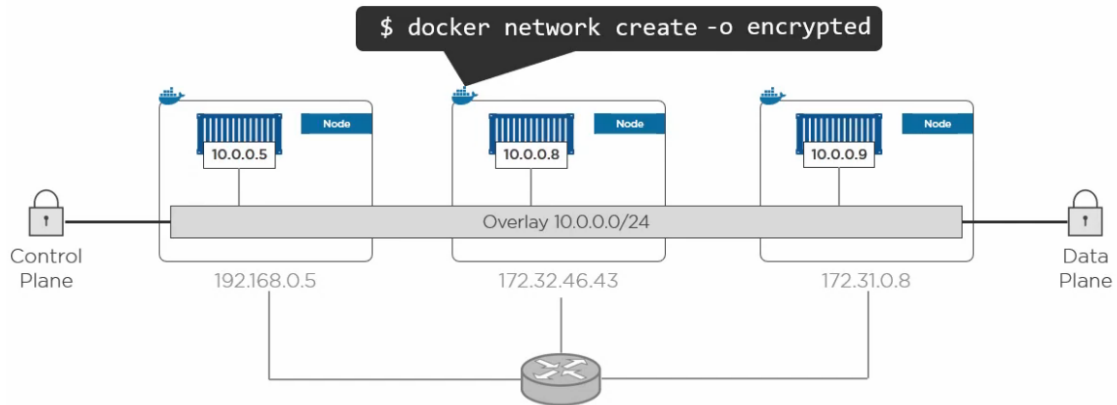 $ docker network create -o encrypted
Node
Node
Node
10.0.0.5
10.0.0.8
10.0.0.9
Overlay 10.0.0.0/24
Control
Plane
Data
Plane
192.168.0.5
172.32.46.43
172.31.0.8